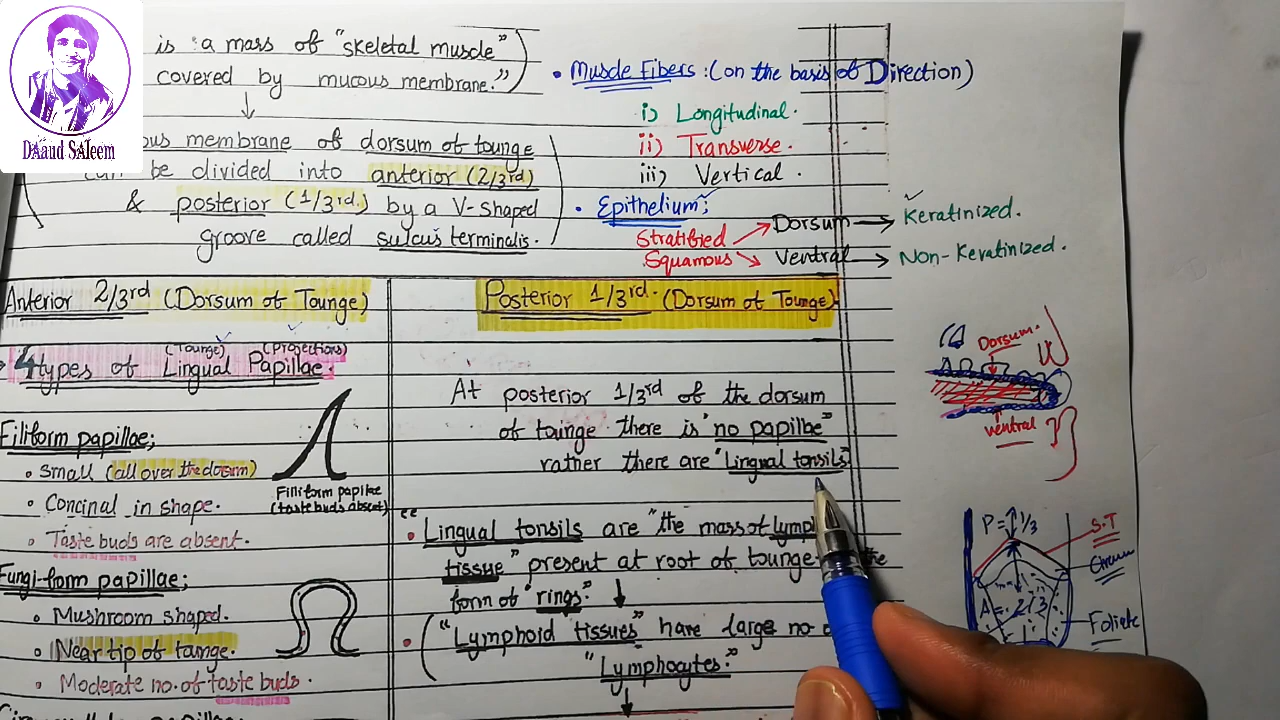 DAaud SAleem
is a mass of "skeletal muscle"
covered by mucous membrane."
membrane of dorsum of tounge
be divided into anterior (2/3rd)
& posterior (1/3rd.) by a V-shaped
groove called sulcus terminalis.
• Muscle Fibers: (on the basis of Direction)
i) Longitudinal.
ii) Transverse.
iii) Vertical.
• Epithelium;
Stratified Squamous
Dorsum → Keratinized.
Ventral → Non-Keratinized.
Anterior 2/3rd (Dorsum of Tounge)
4 types of Lingual Papillae.
(Tounge) (Projections)
Filiform papillae;
• Small (all over the dorsum)
• Concinal in shape.
• Taste buds are absent.
Filiform papilae
(taste buds absent)
Fungi-form papillae;
• Mushroom shaped.
• Near tip of tounge.
• Moderate no. of taste buds.
Posterior 1/3rd. (Dorsum of Tounge)
At posterior 1/3rd of the dorsum
of tounge there is "no papillae"
rather there are "Lingual tonsils"
• "Lingual tonsils are "the mass of
tissue" present at root of tounge
form of "rings."
• ("Lymphoid tissues" have large no
"Lymphocytes."
Dorsum.
ventral
P = 1/3
S.T
A = 2/3
Foliate